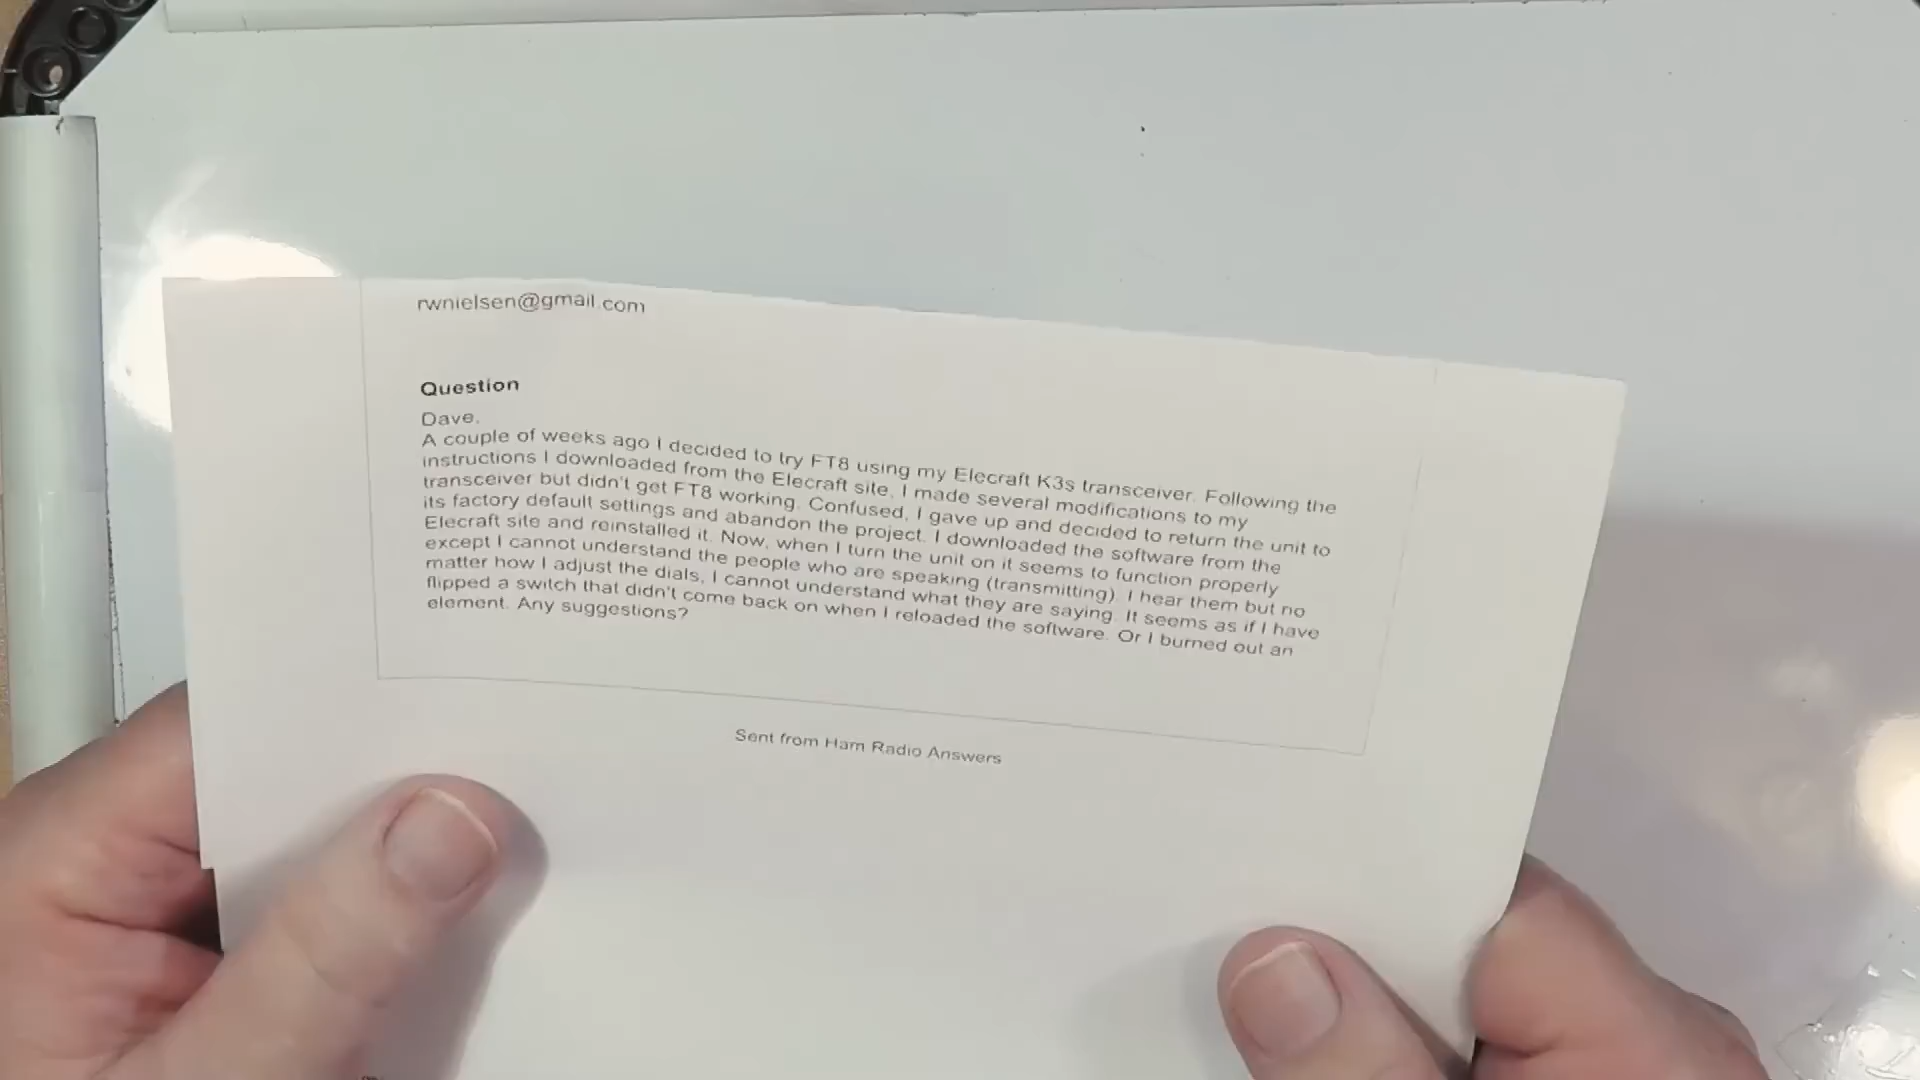 rwnielsen@gmail.com
Question
Dave,
A couple of weeks ago I decided to try FT8 using my Elecraft K3s transceiver. Following the
instructions I downloaded from the Elecraft site, I made several modifications to my
transceiver but didn't get FT8 working. Confused, I gave up and decided to return the unit to
its factory default settings and abandon the project. I downloaded the software from the
Elecraft site and reinstalled it. Now, when I turn the unit on it seems to function properly
except I cannot understand the people who are speaking (transmitting). I hear them but no
matter how I adjust the dials, I cannot understand what they are saying. It seems as if I have
flipped a switch that didn't come back on when I reloaded the software. Or I burned out an
element. Any suggestions?
Sent from Ham Radio Answers